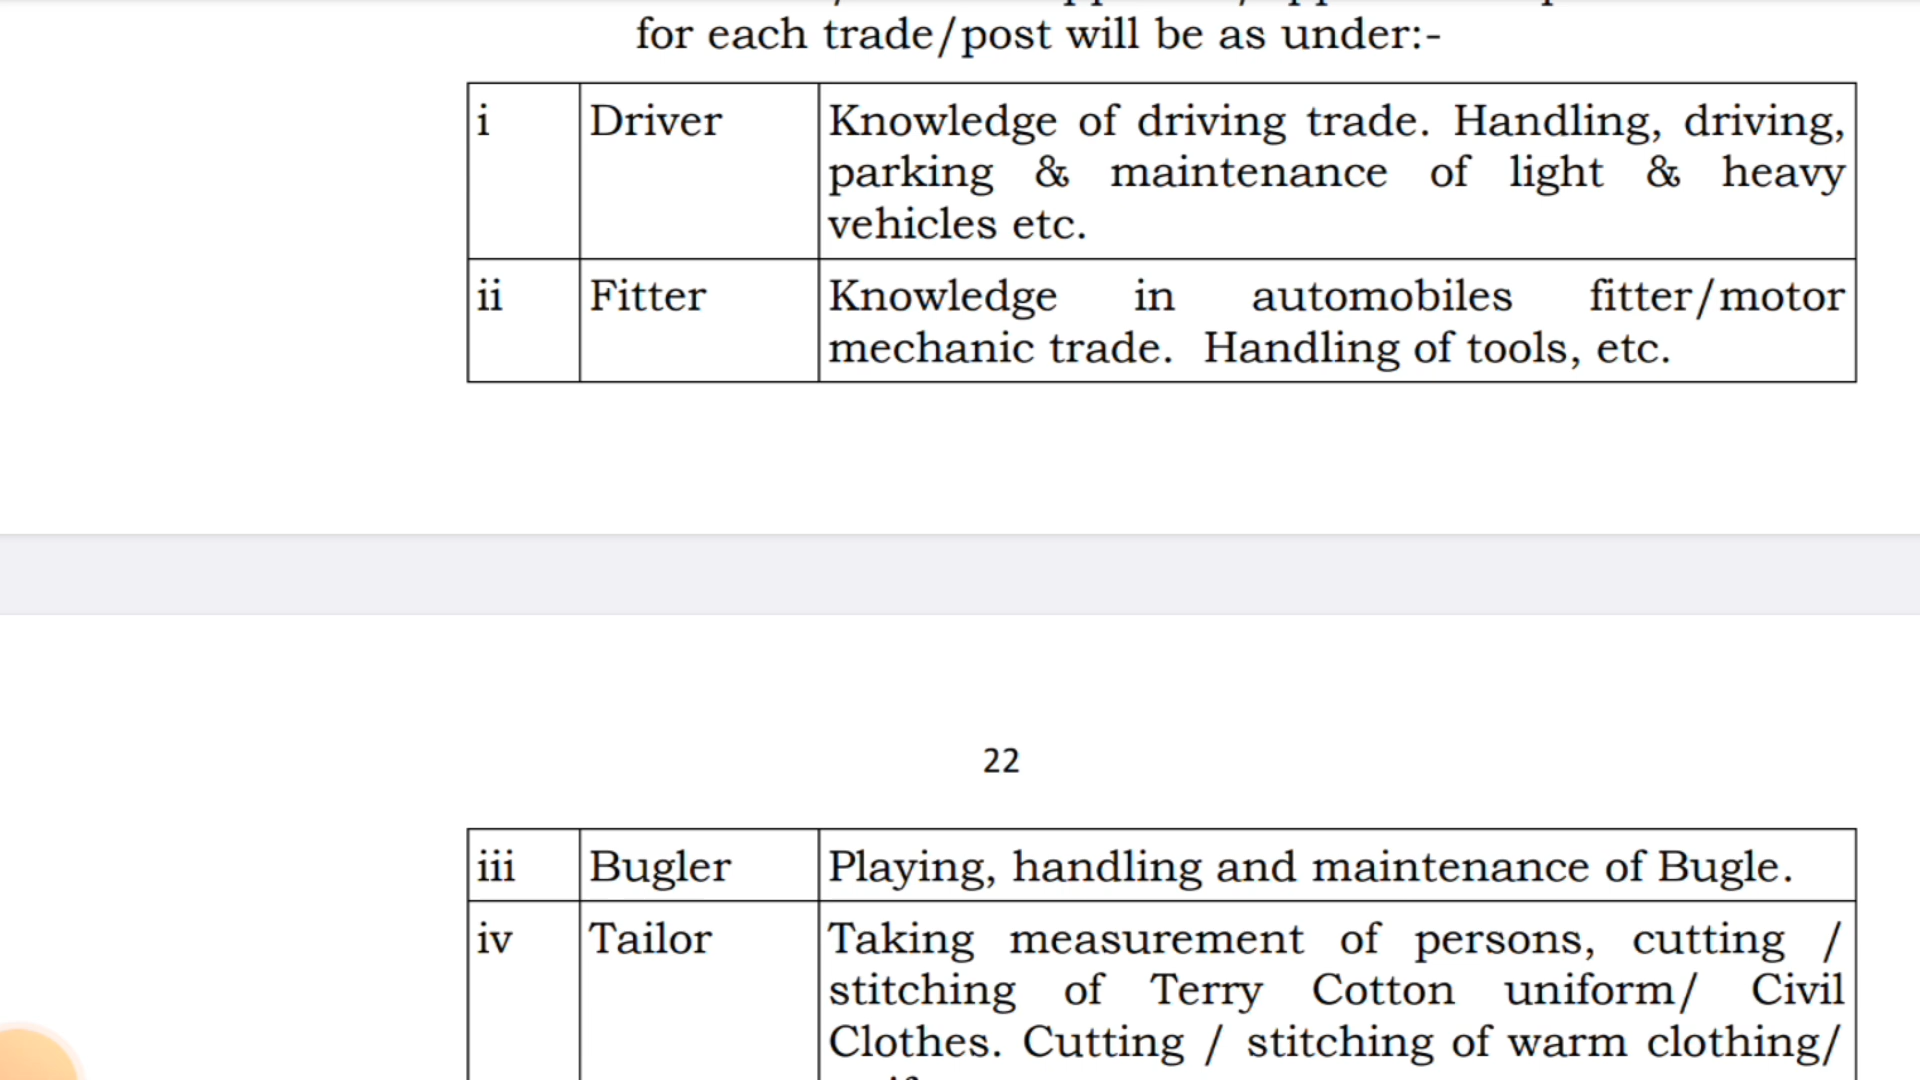 for each trade/post will be as under:-
i Driver Knowledge of driving trade. Handling, driving,
parking & maintenance of light & heavy
vehicles etc.
ii Fitter Knowledge in automobiles fitter/motor
mechanic trade. Handling of tools, etc.
22
iii Bugler Playing, handling and maintenance of Bugle.
iv Tailor Taking measurement of persons, cutting /
stitching of Terry Cotton uniform/ Civil
Clothes. Cutting / stitching of warm clothing/